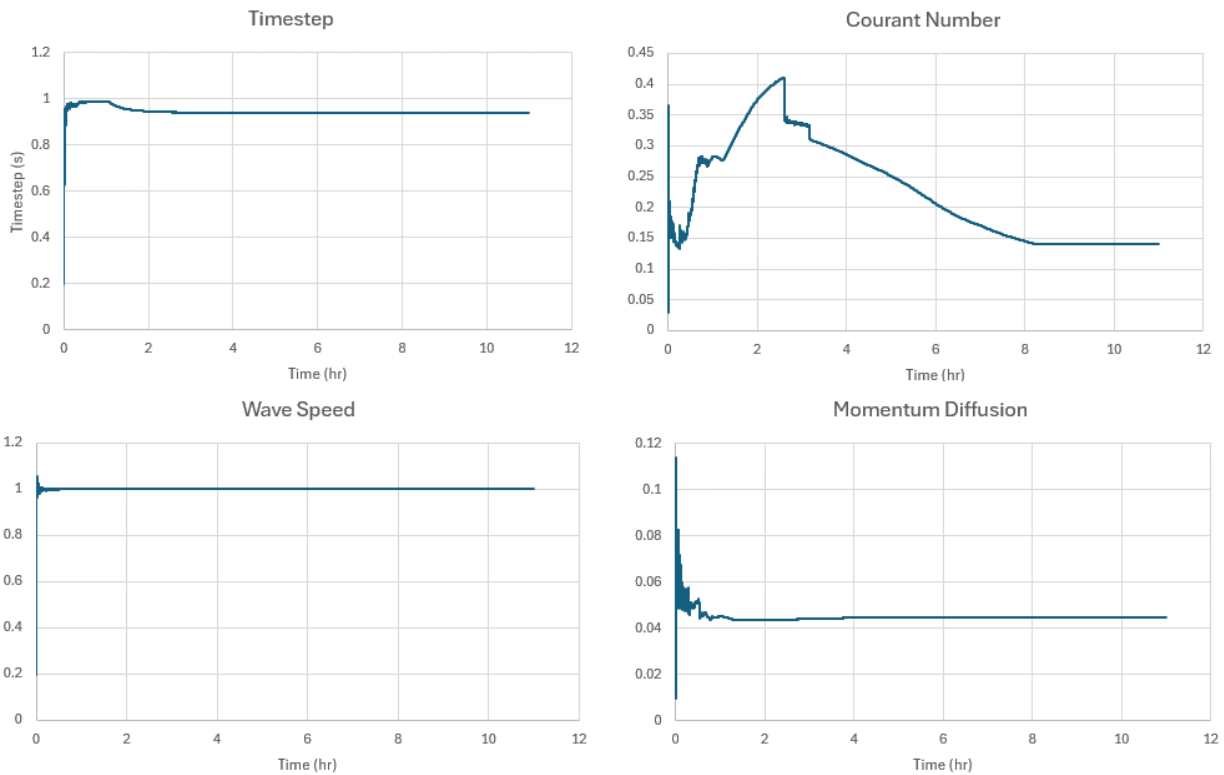 Timestep
1.2
1
0.8
0.6
0.4
0.2
0
Timestep (s)
0 2 4 6 8 10 12
Time (hr)
Courant Number
0.45
0.4
0.35
0.3
0.25
0.2
0.15
0.1
0.05
0
0 2 4 6 8 10 12
Time (hr)
Wave Speed
1.2
1
0.8
0.6
0.4
0.2
0
0 2 4 6 8 10 12
Time (hr)
Momentum Diffusion
0.12
0.1
0.08
0.06
0.04
0.02
0
0 2 4 6 8 10 12
Time (hr)